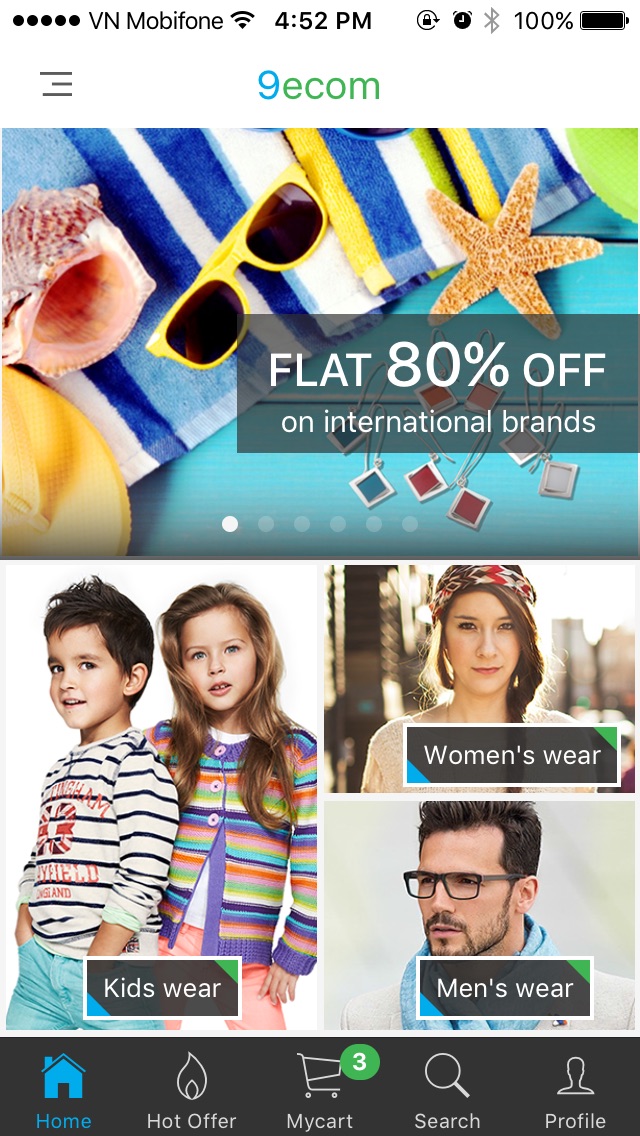 VN Mobifone 4:52 PM 100%
9ecom
FLAT 80% OFF
on international brands
Women's wear
Kids wear
Men's wear
3
Home Hot Offer Mycart Search Profile